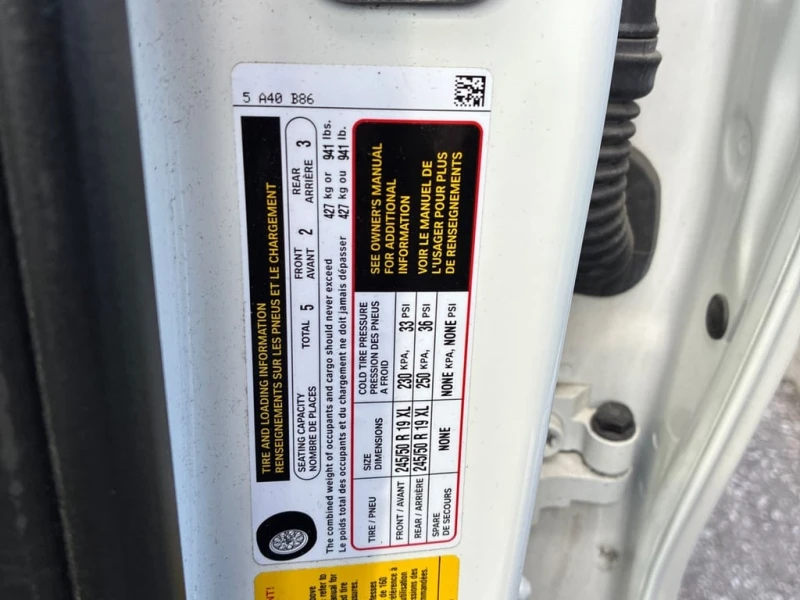 5 A40 B86
TIRE AND LOADING INFORMATION
RENSEIGNEMENTS SUR LES PNEUS ET LE CHARGEMENT
SEATING CAPACITY
NOMBRE DE PLACES
TOTAL 5
FRONT
AVANT 2
REAR
ARRIÈRE 3
The combined weight of occupants and cargo should never exceed 427 kg or 941 lbs.
Le poids total des occupants et du chargement ne doit jamais dépasser 427 kg ou 941 lb.
TIRE / PNEU
SIZE
DIMENSIONS
COLD TIRE PRESSURE
PRESSION DES PNEUS
A FROID
FRONT / AVANT 245/50 R 19 XL 230 KPA, 33 PSI
REAR / ARRIÈRE 245/50 R 19 XL 250 KPA, 36 PSI
SPARE
DE SECOURS
NONE NONE KPA, NONE PSI
SEE OWNER'S MANUAL
FOR ADDITIONAL
INFORMATION
VOIR LE MANUEL DE
L'USAGER POUR PLUS
DE RENSEIGNEMENTS